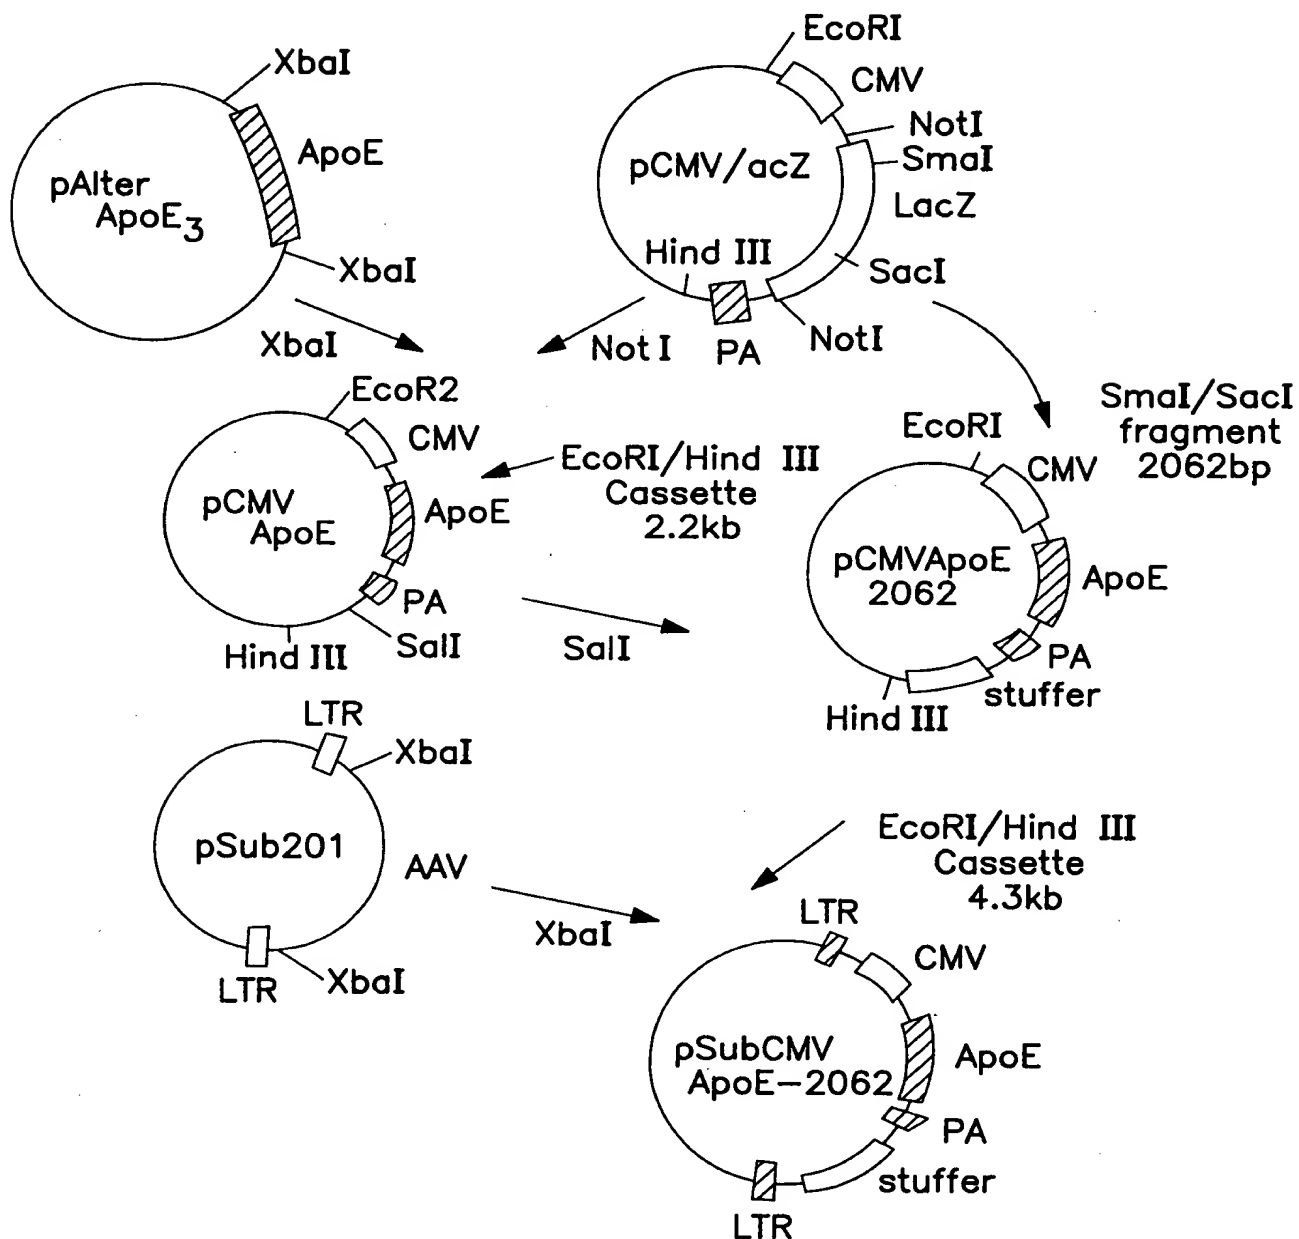 XbaI
ApoE
pAlter
ApoE3
XbaI
XbaI
EcoRI
CMV
NotI
SmaI
pCMV/acZ
LacZ
Hind III
SacI
NotI
Not I
PA
EcoR2
CMV
pCMV
ApoE
ApoE
PA
SalI
Hind III
EcoRI/Hind III
Cassette
2.2kb
SmaI/SacI
fragment
2062bp
EcoRI
CMV
pCMVApoE
2062
ApoE
PA
stuffer
Hind III
SalI
LTR
XbaI
pSub201
AAV
LTR
XbaI
XbaI
EcoRI/Hind III
Cassette
4.3kb
LTR
CMV
pSubCMV
ApoE-2062
ApoE
PA
stuffer
LTR